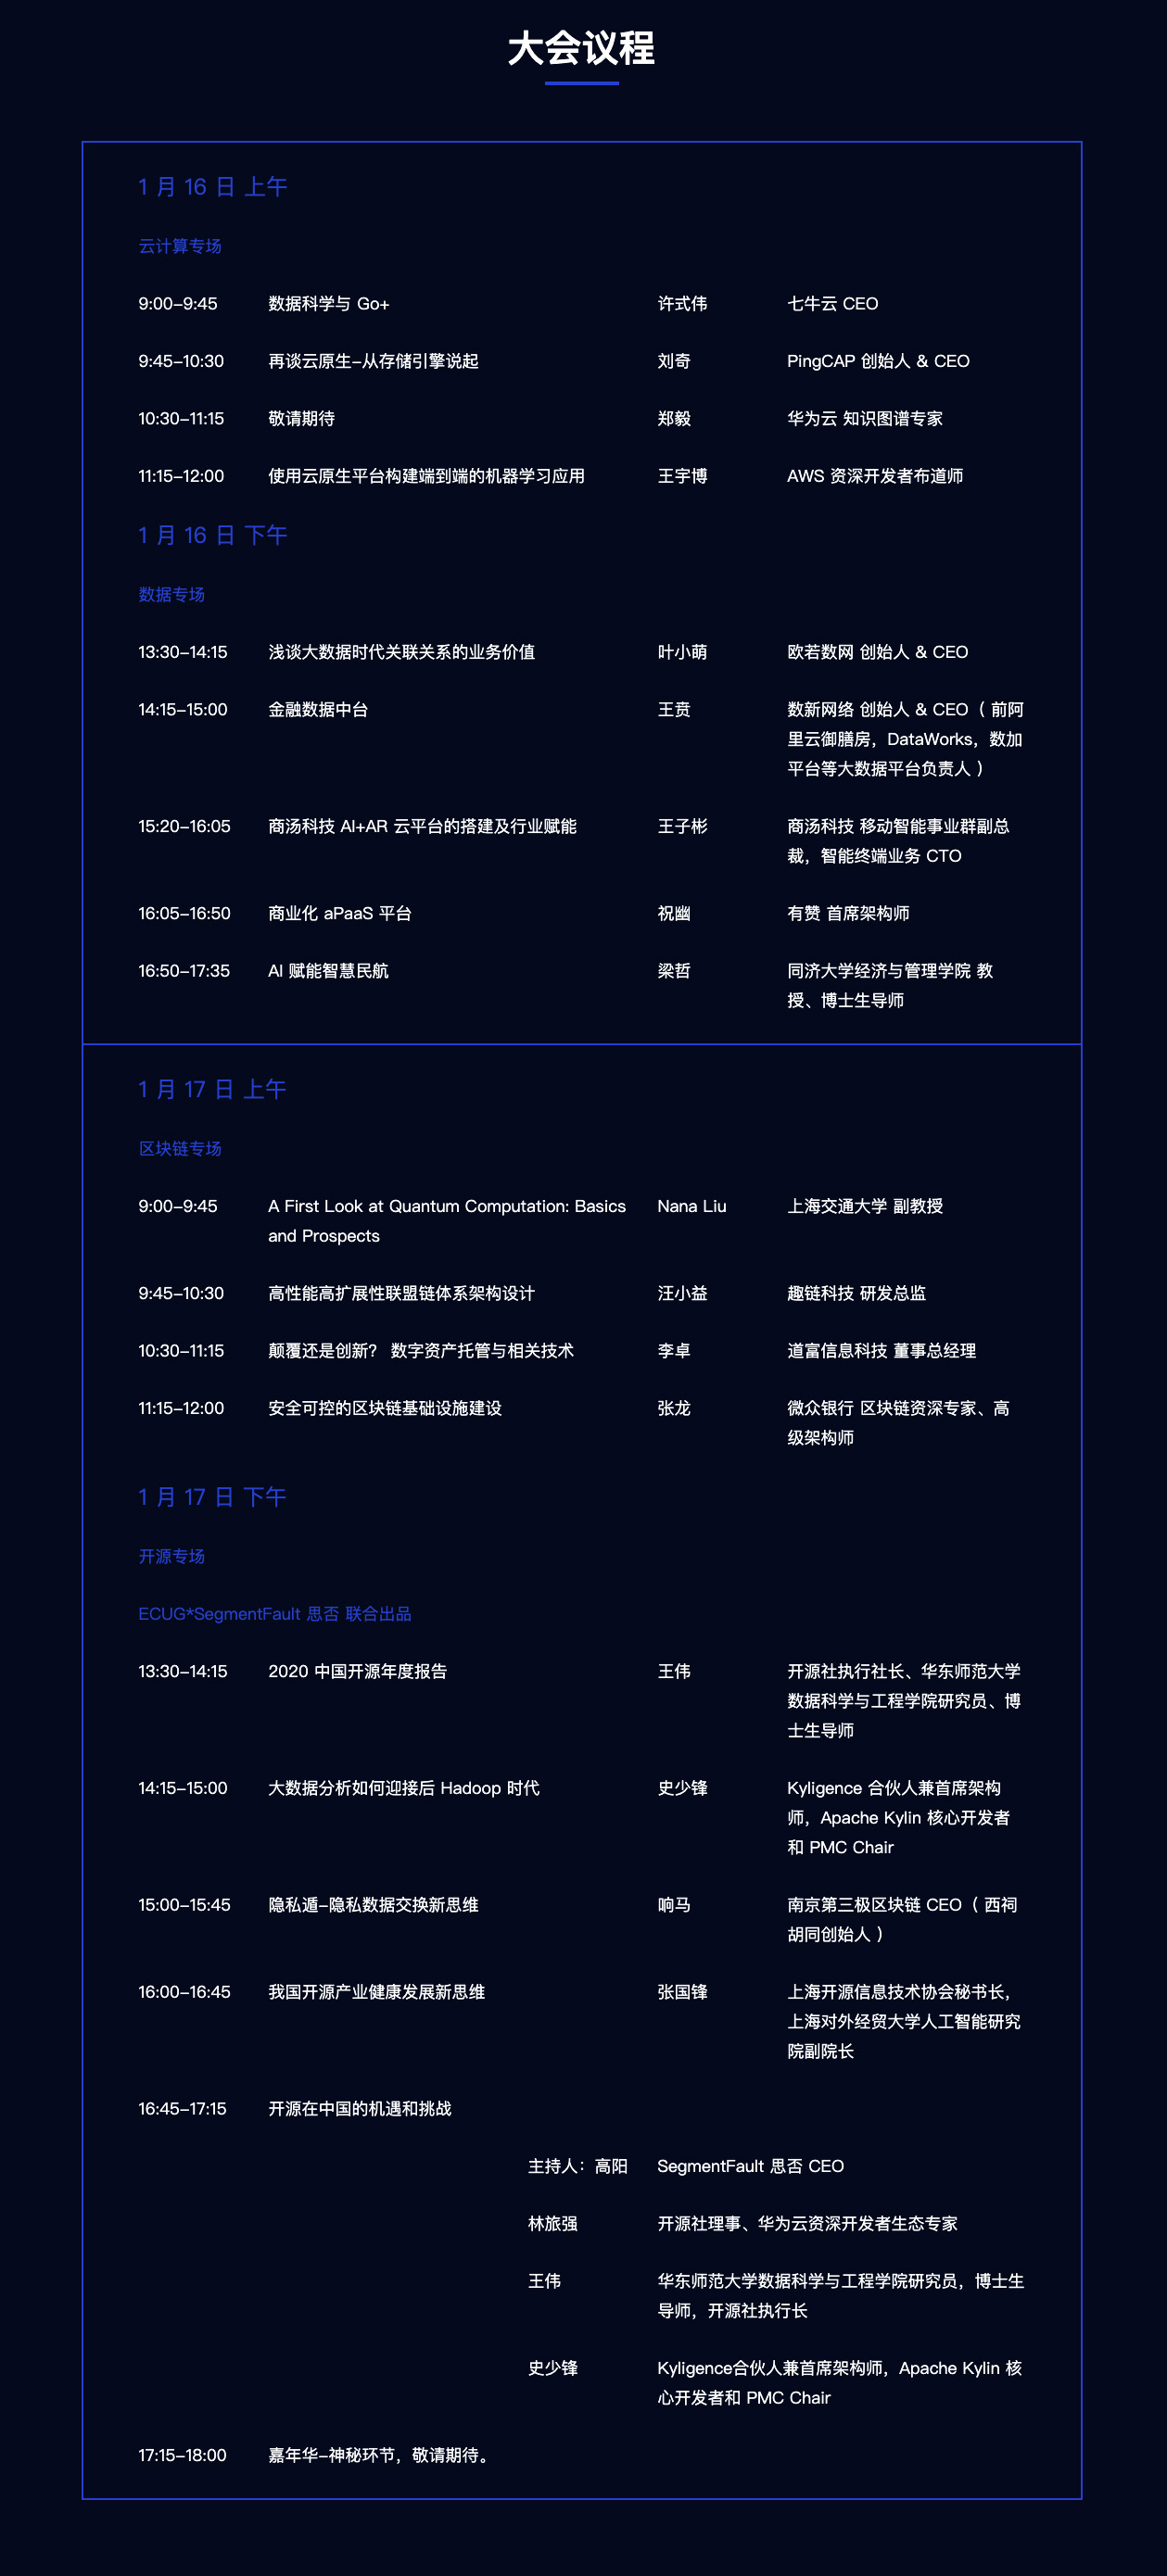 大会议程
1 月 16 日 上午
云计算专场
9:00-9:45 数据科学与 Go+ 许式伟 七牛云 CEO
9:45-10:30 再谈云原生-从存储引擎说起 刘奇 PingCAP 创始人 & CEO
10:30-11:15 敬请期待 郑毅 华为云 知识图谱专家
11:15-12:00 使用云原生平台构建端到端的机器学习应用 王宇博 AWS 资深开发者布道师
1 月 16 日 下午
数据专场
13:30-14:15 浅谈大数据时代关联关系的业务价值 叶小萌 欧若数网 创始人 & CEO
14:15-15:00 金融数据中台 王贲 数新网络 创始人 & CEO（ 前阿
里云御膳房，DataWorks，数加
平台等大数据平台负责人 ）
15:20-16:05 商汤科技 AI+AR 云平台的搭建及行业赋能 王子彬 商汤科技 移动智能事业群副总
裁，智能终端业务 CTO
16:05-16:50 商业化 aPaaS 平台 祝幽 有赞 首席架构师
16:50-17:35 AI 赋能智慧民航 梁哲 同济大学经济与管理学院 教
授、博士生导师
1 月 17 日 上午
区块链专场
9:00-9:45 A First Look at Quantum Computation: Basics Nana Liu 上海交通大学 副教授
and Prospects
9:45-10:30 高性能高扩展性联盟链体系架构设计 汪小益 趣链科技 研发总监
10:30-11:15 颠覆还是创新？ 数字资产托管与相关技术 李卓 道富信息科技 董事总经理
11:15-12:00 安全可控的区块链基础设施建设 张龙 微众银行 区块链资深专家、高
级架构师
1 月 17 日 下午
开源专场
ECUG*SegmentFault 思否 联合出品
13:30-14:15 2020 中国开源年度报告 王伟 开源社执行社长、华东师范大学
数据科学与工程学院研究员、博
士生导师
14:15-15:00 大数据分析如何迎接后 Hadoop 时代 史少锋 Kyligence 合伙人兼首席架构
师，Apache Kylin 核心开发者
和 PMC Chair
15:00-15:45 隐私遁-隐私数据交换新思维 响马 南京第三极区块链 CEO（ 西祠
胡同创始人 ）
16:00-16:45 我国开源产业健康发展新思维 张国锋 上海开源信息技术协会秘书长，
上海对外经贸大学人工智能研究
院副院长
16:45-17:15 开源在中国的机遇和挑战
主持人：高阳 SegmentFault 思否 CEO
林旅强 开源社理事、华为云资深开发者生态专家
王伟 华东师范大学数据科学与工程学院研究员，博士生
导师，开源社执行长
史少锋 Kyligence合伙人兼首席架构师，Apache Kylin 核
心开发者和 PMC Chair
17:15-18:00 嘉年华-神秘环节，敬请期待。